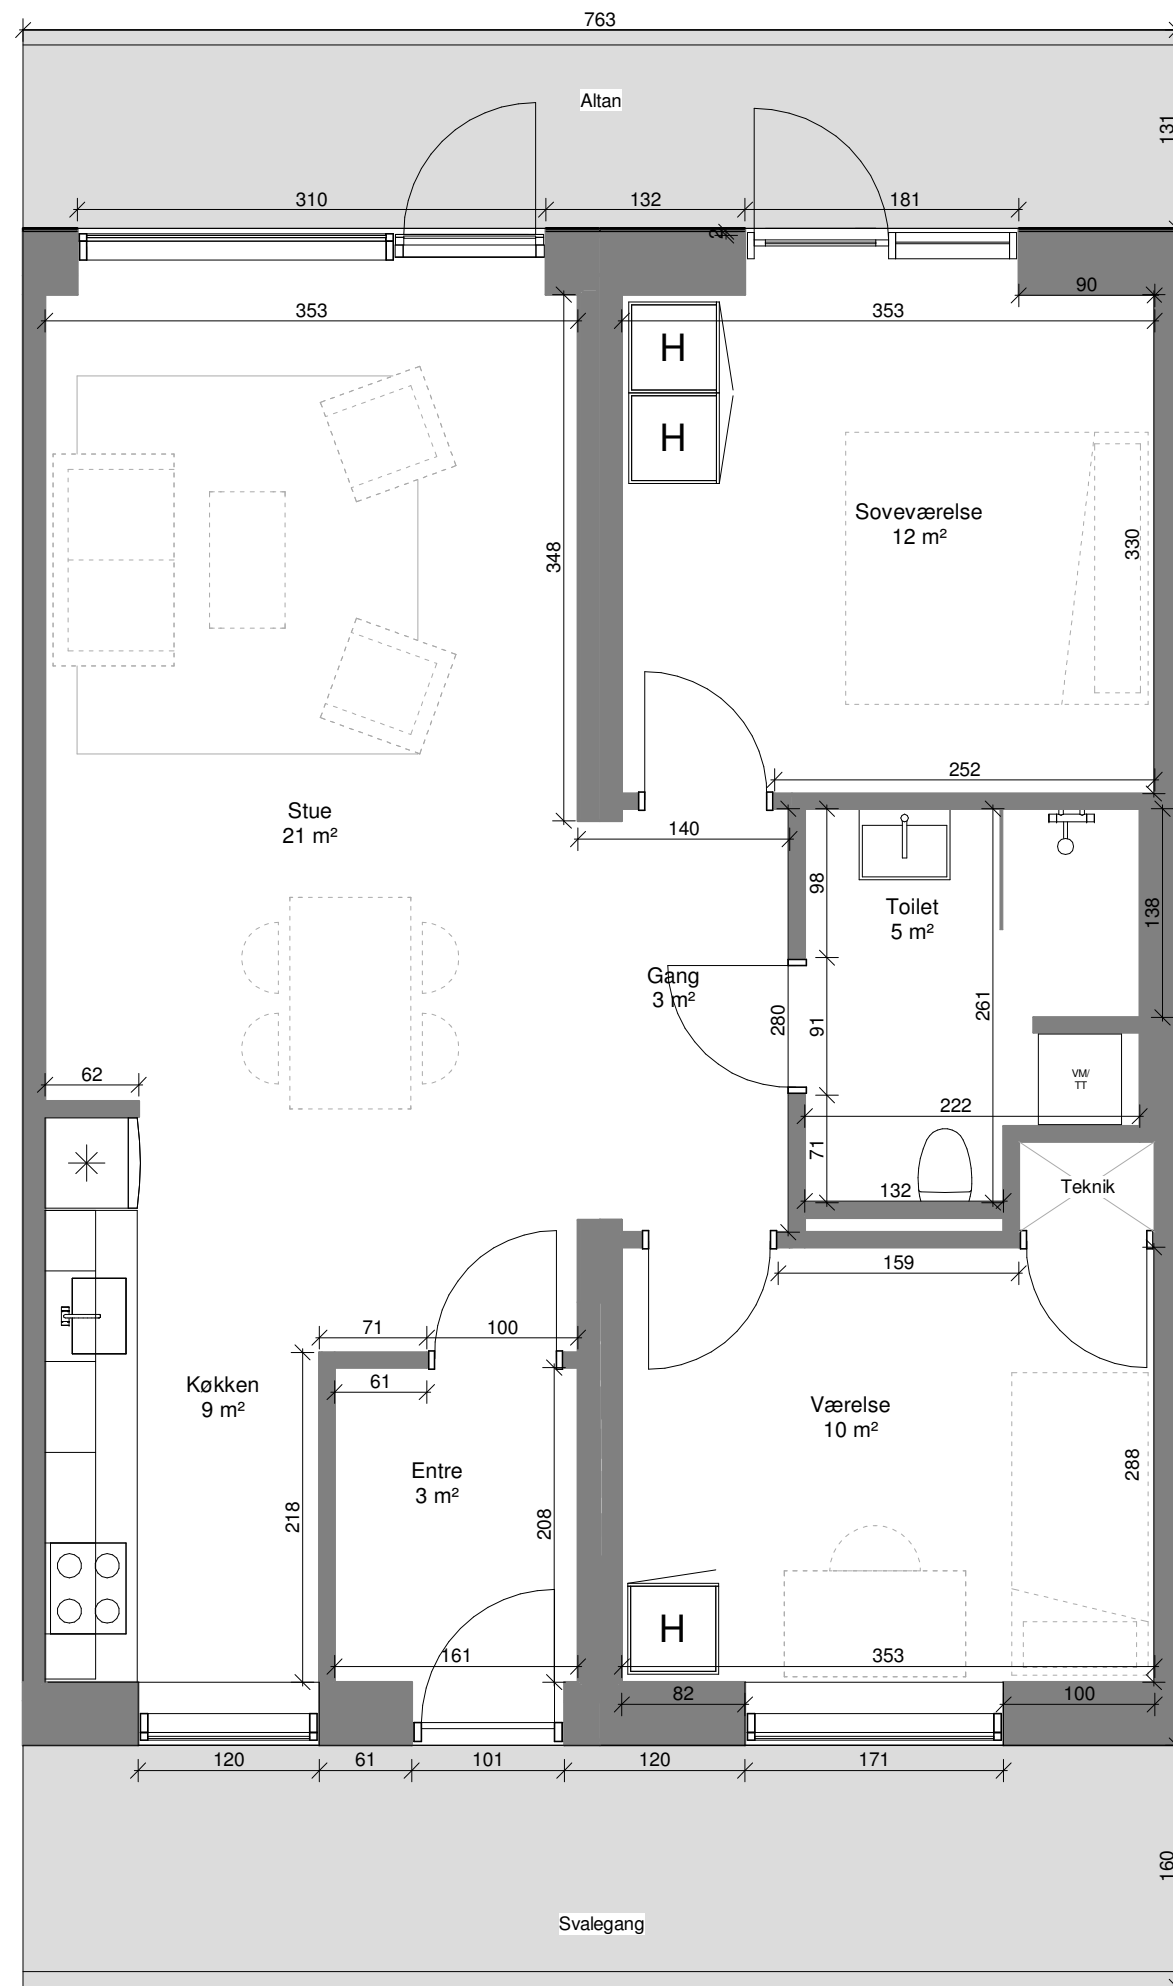 763
Altan
131
310
132
181
2
90
353
353
H
H
Soveværelse
12 m²
348
330
252
Stue
21 m²
140
98
Toilet
5 m²
138
Gang
3 m²
280
91
261
62
VM/
TT
222
71
132
Teknik
159
71
100
61
Køkken
9 m²
Værelse
10 m²
Entre
3 m²
288
218
208
H
161
353
82
100
120
61
101
120
171
160
Svalegang